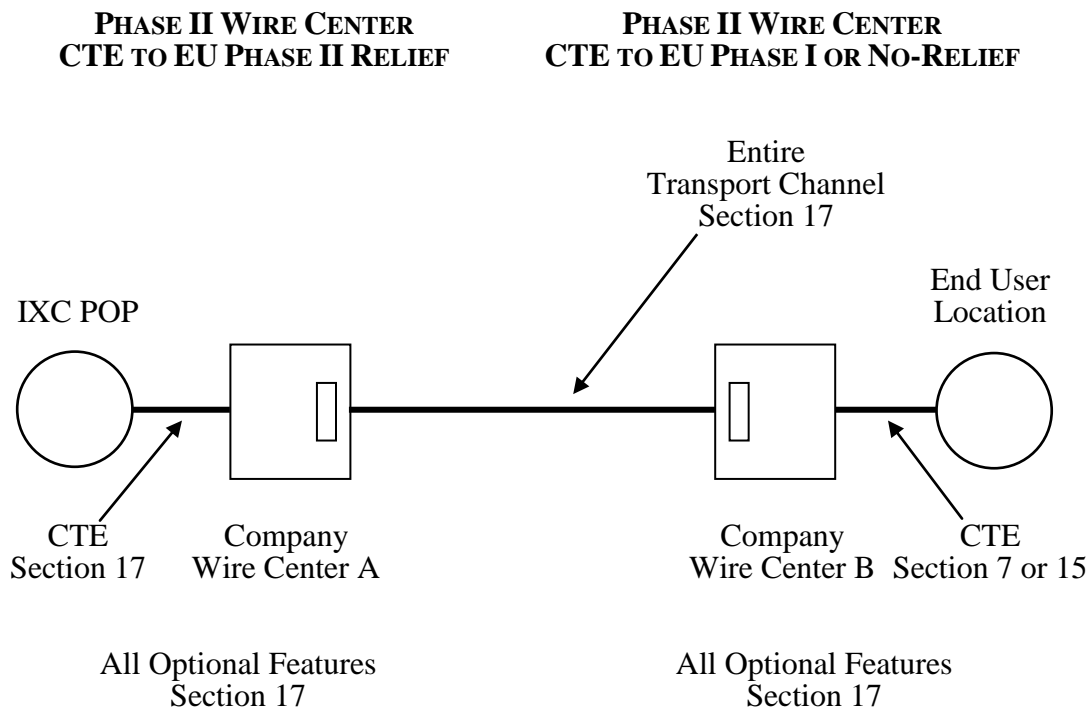 PHASE II WIRE CENTER
CTE TO EU PHASE II RELIEF
PHASE II WIRE CENTER
CTE TO EU PHASE I OR NO-RELIEF
Entire
Transport Channel
Section 17
IXC POP
End User
Location
CTE
Section 17
Company
Wire Center A
Company
Wire Center B
CTE
Section 7 or 15
All Optional Features
Section 17
All Optional Features
Section 17